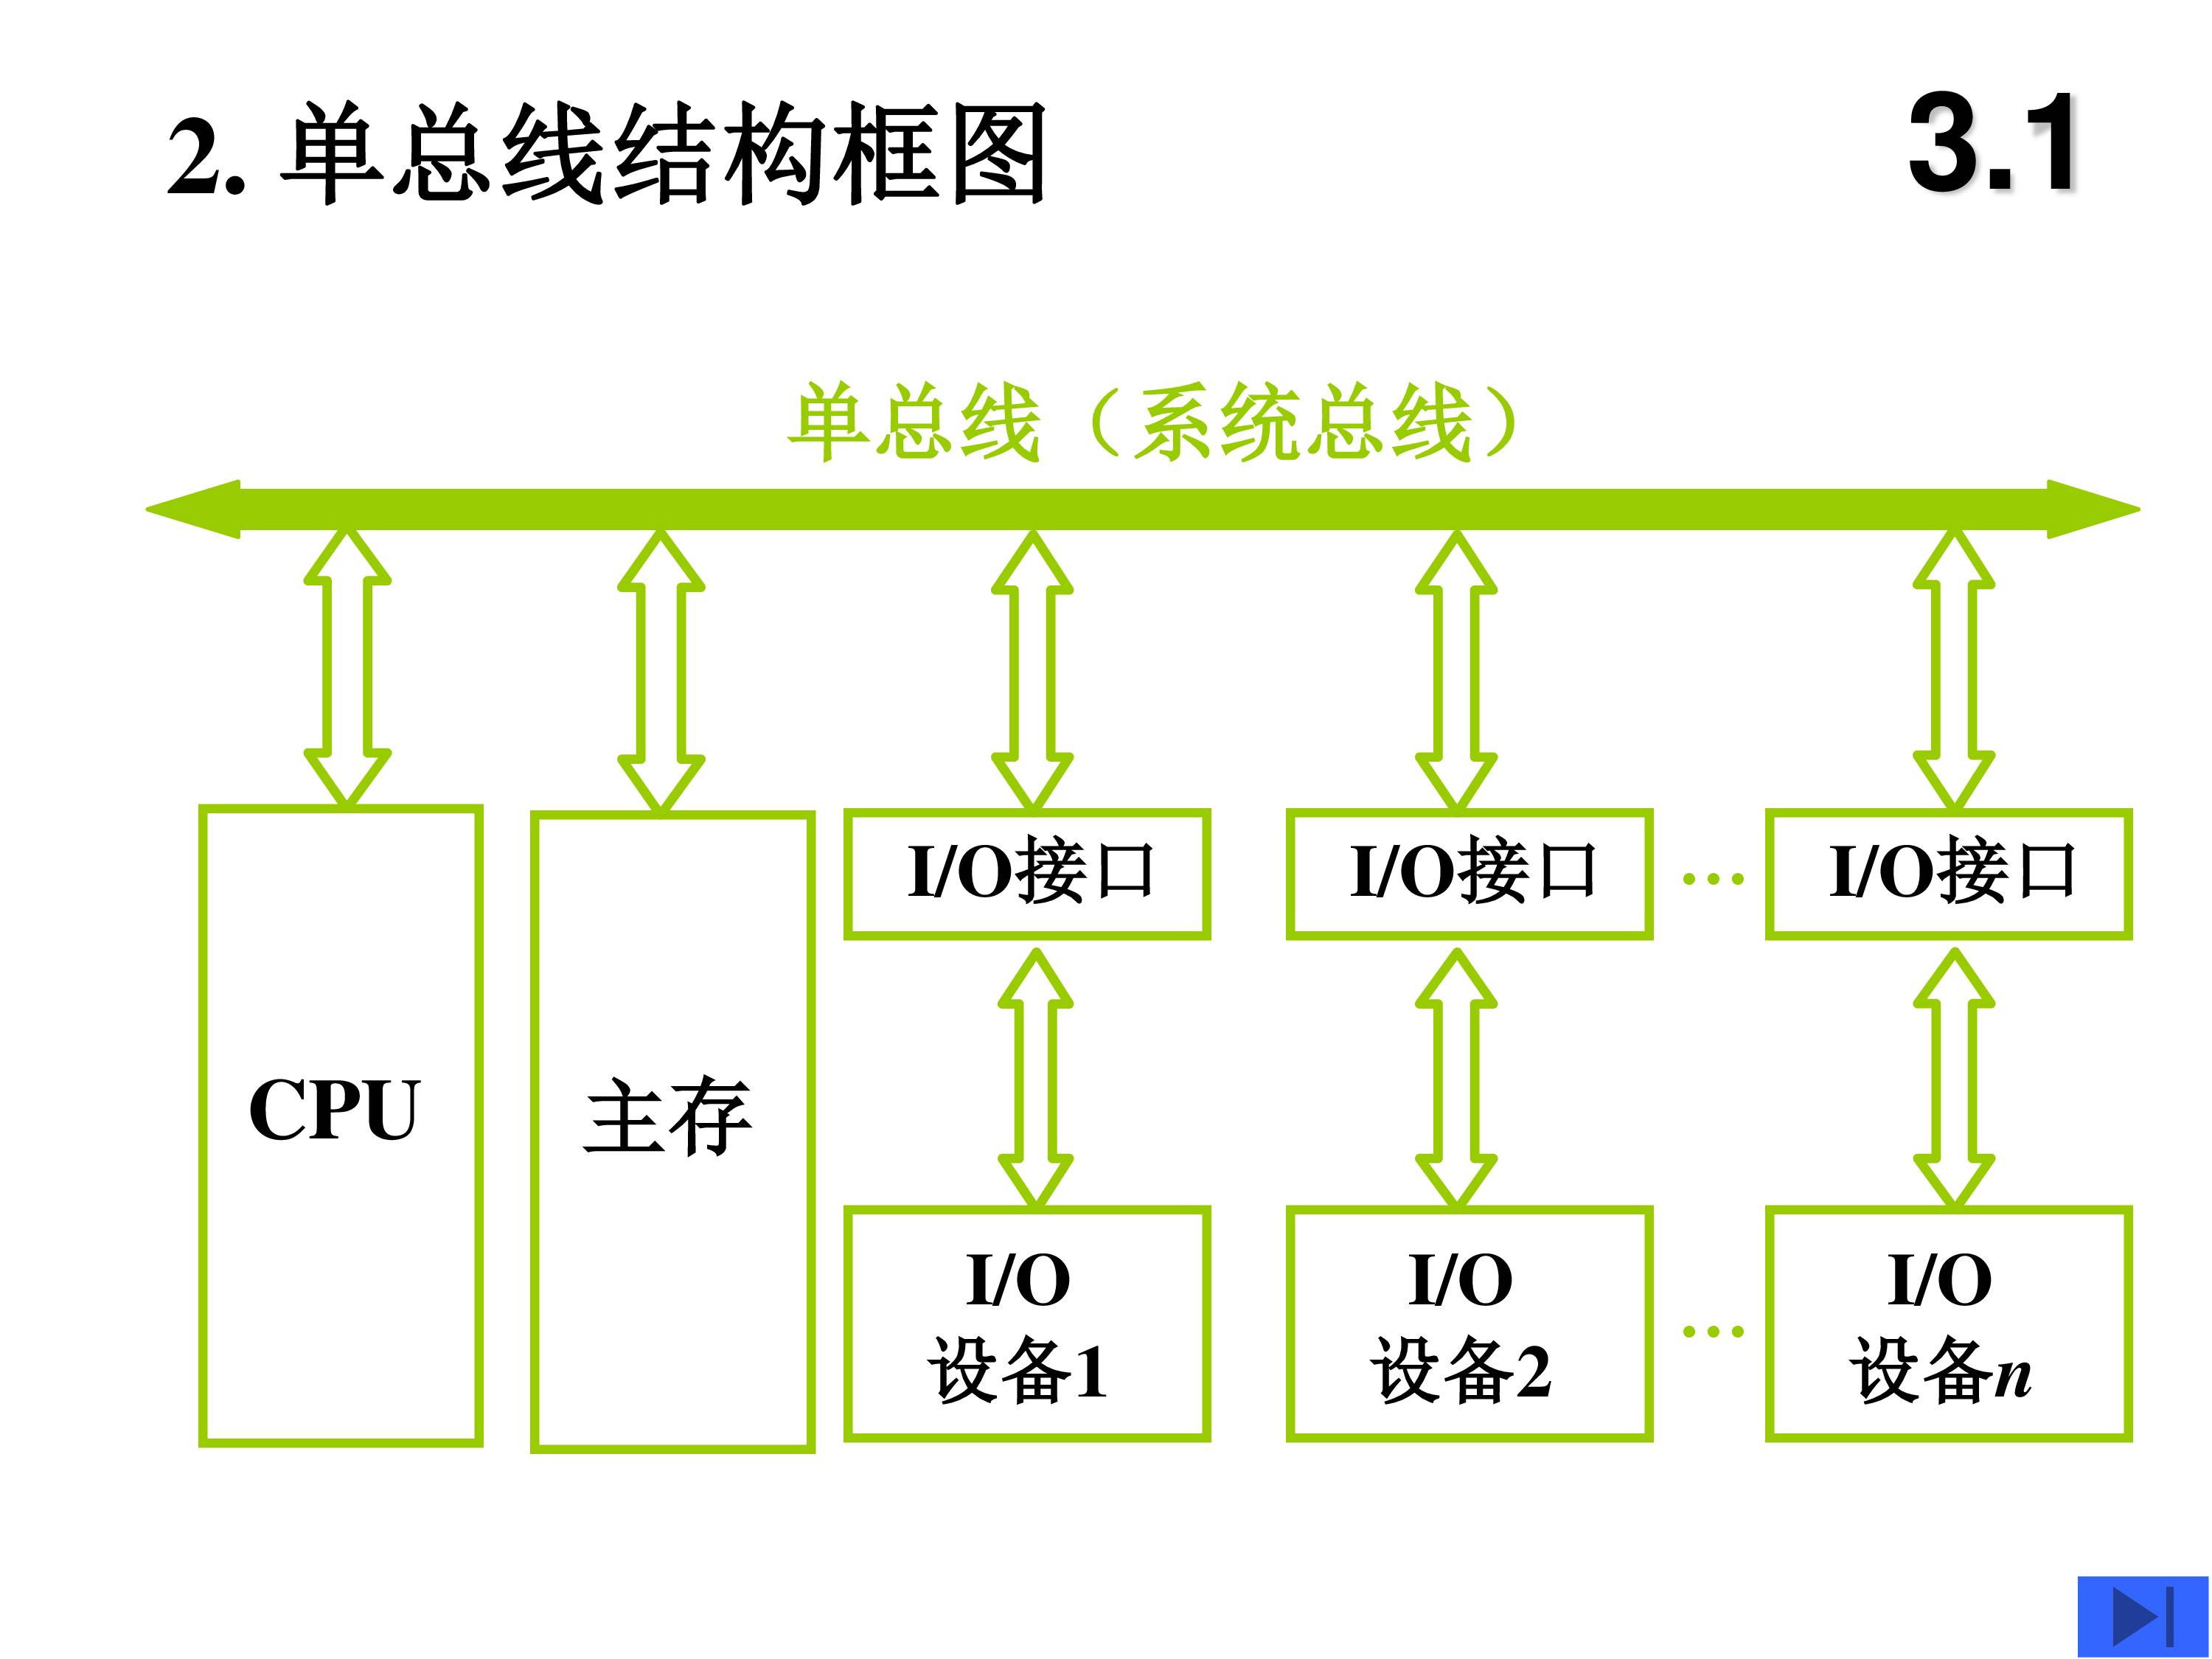 2. 单总线结构框图
3.1
单总线（系统总线）
CPU
主存
I/O接口
I/O接口
…
I/O接口
I/O
设备1
I/O
设备2
…
I/O
设备n